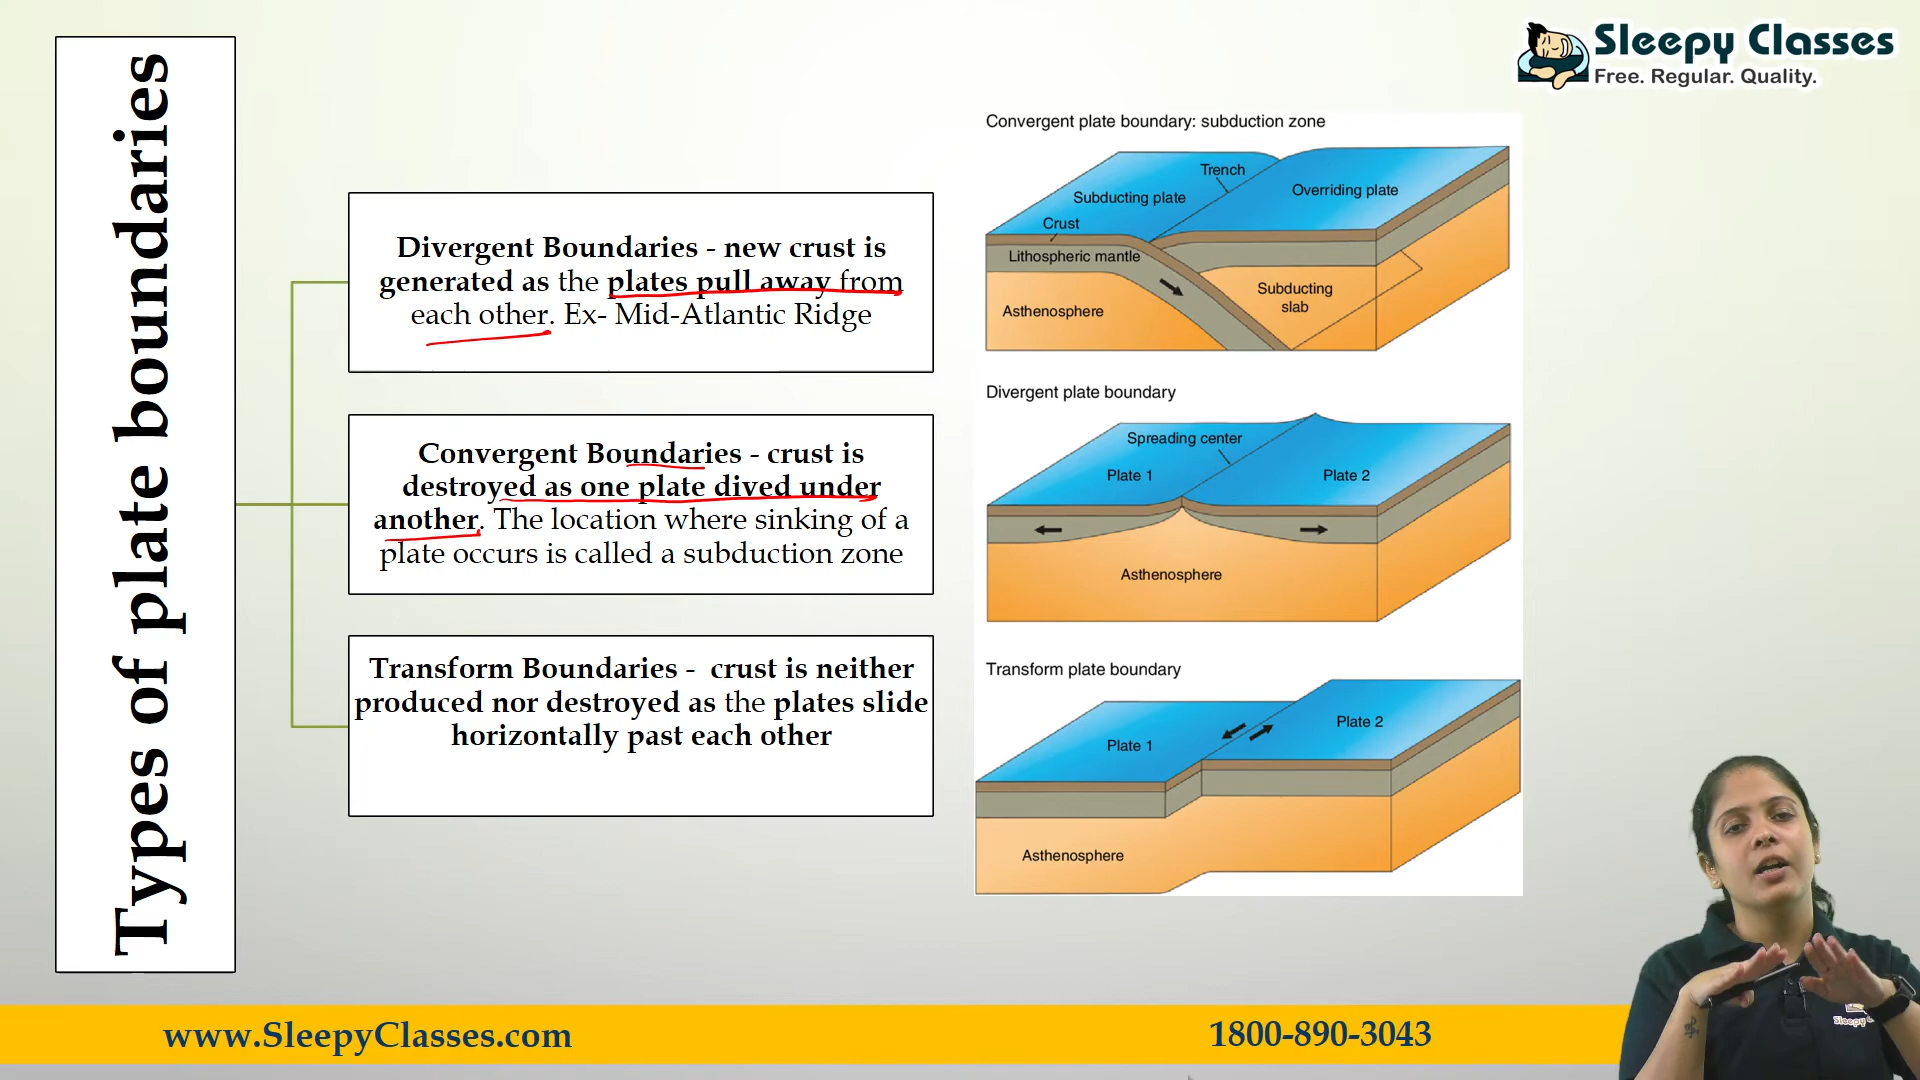 Types of plate boundaries
Sleepy Classes
Free. Regular. Quality.
Divergent Boundaries - new crust is
generated as the plates pull away from
each other. Ex- Mid-Atlantic Ridge
Convergent Boundaries - crust is
destroyed as one plate dived under
another. The location where sinking of a
plate occurs is called a subduction zone
Transform Boundaries -  crust is neither
produced nor destroyed as the plates slide
horizontally past each other
Convergent plate boundary: subduction zone
Trench
Subducting plate
Overriding plate
Crust
Lithospheric mantle
Subducting
slab
Asthenosphere
Divergent plate boundary
Spreading center
Plate 1
Plate 2
Asthenosphere
Transform plate boundary
Plate 2
Plate 1
Asthenosphere
www.SleepyClasses.com
1800-890-3043